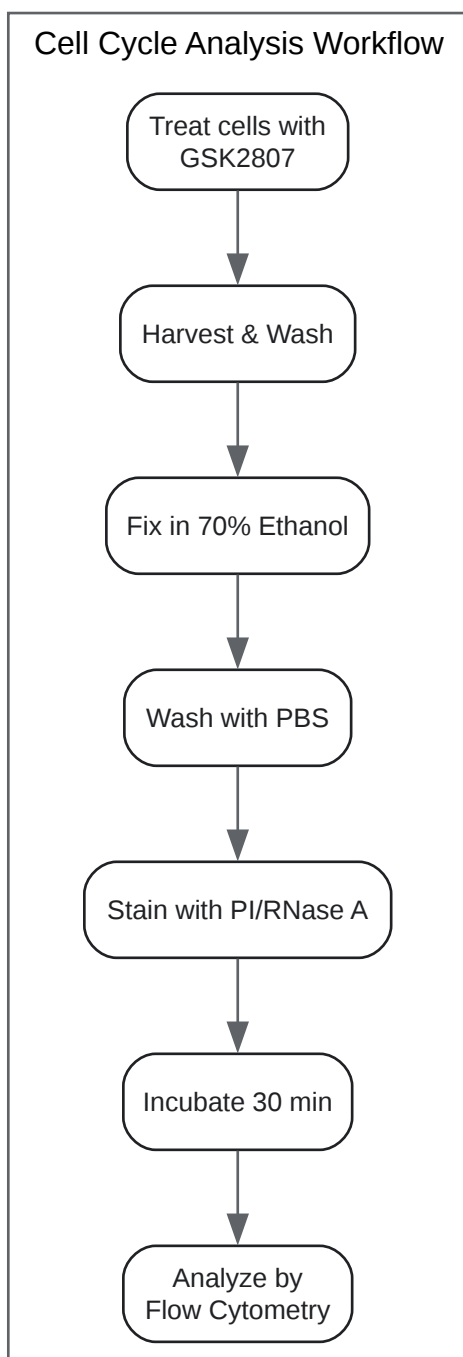 Cell Cycle Analysis Workflow
Treat cells with
GSK2807
Harvest & Wash
Fix in 70% Ethanol
Wash with PBS
Stain with PI/RNase A
Incubate 30 min
Analyze by
Flow Cytometry